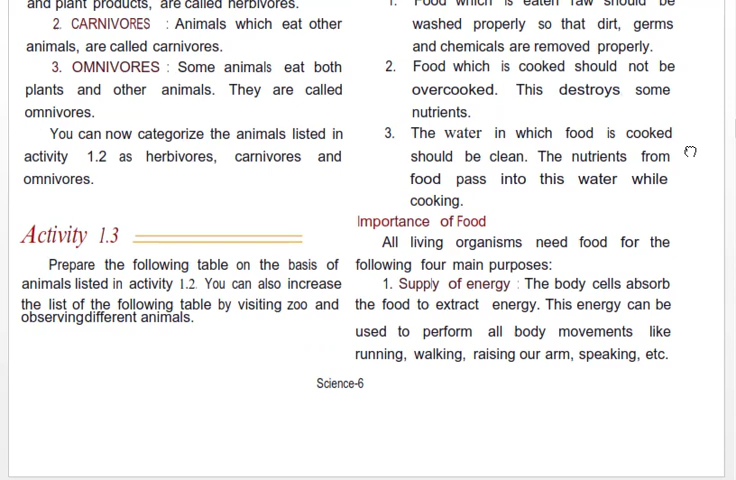 and plant products, are called herbivores.
2. CARNIVORES : Animals which eat other
animals, are called carnivores.
3. OMNIVORES : Some animals eat both
plants and other animals. They are called
omnivores.
You can now categorize the animals listed in
activity 1.2 as herbivores, carnivores and
omnivores.
Activity 1.3
Prepare the following table on the basis of
animals listed in activity 1.2. You can also increase
the list of the following table by visiting zoo and
observingdifferent animals.
1. Food which is eaten raw should be
washed properly so that dirt, germs
and chemicals are removed properly.
2. Food which is cooked should not be
overcooked. This destroys some
nutrients.
3. The water in which food is cooked
should be clean. The nutrients from
food pass into this water while
cooking.
Importance of Food
All living organisms need food for the
following four main purposes:
1. Supply of energy : The body cells absorb
the food to extract energy. This energy can be
used to perform all body movements like
running, walking, raising our arm, speaking, etc.
Science-6